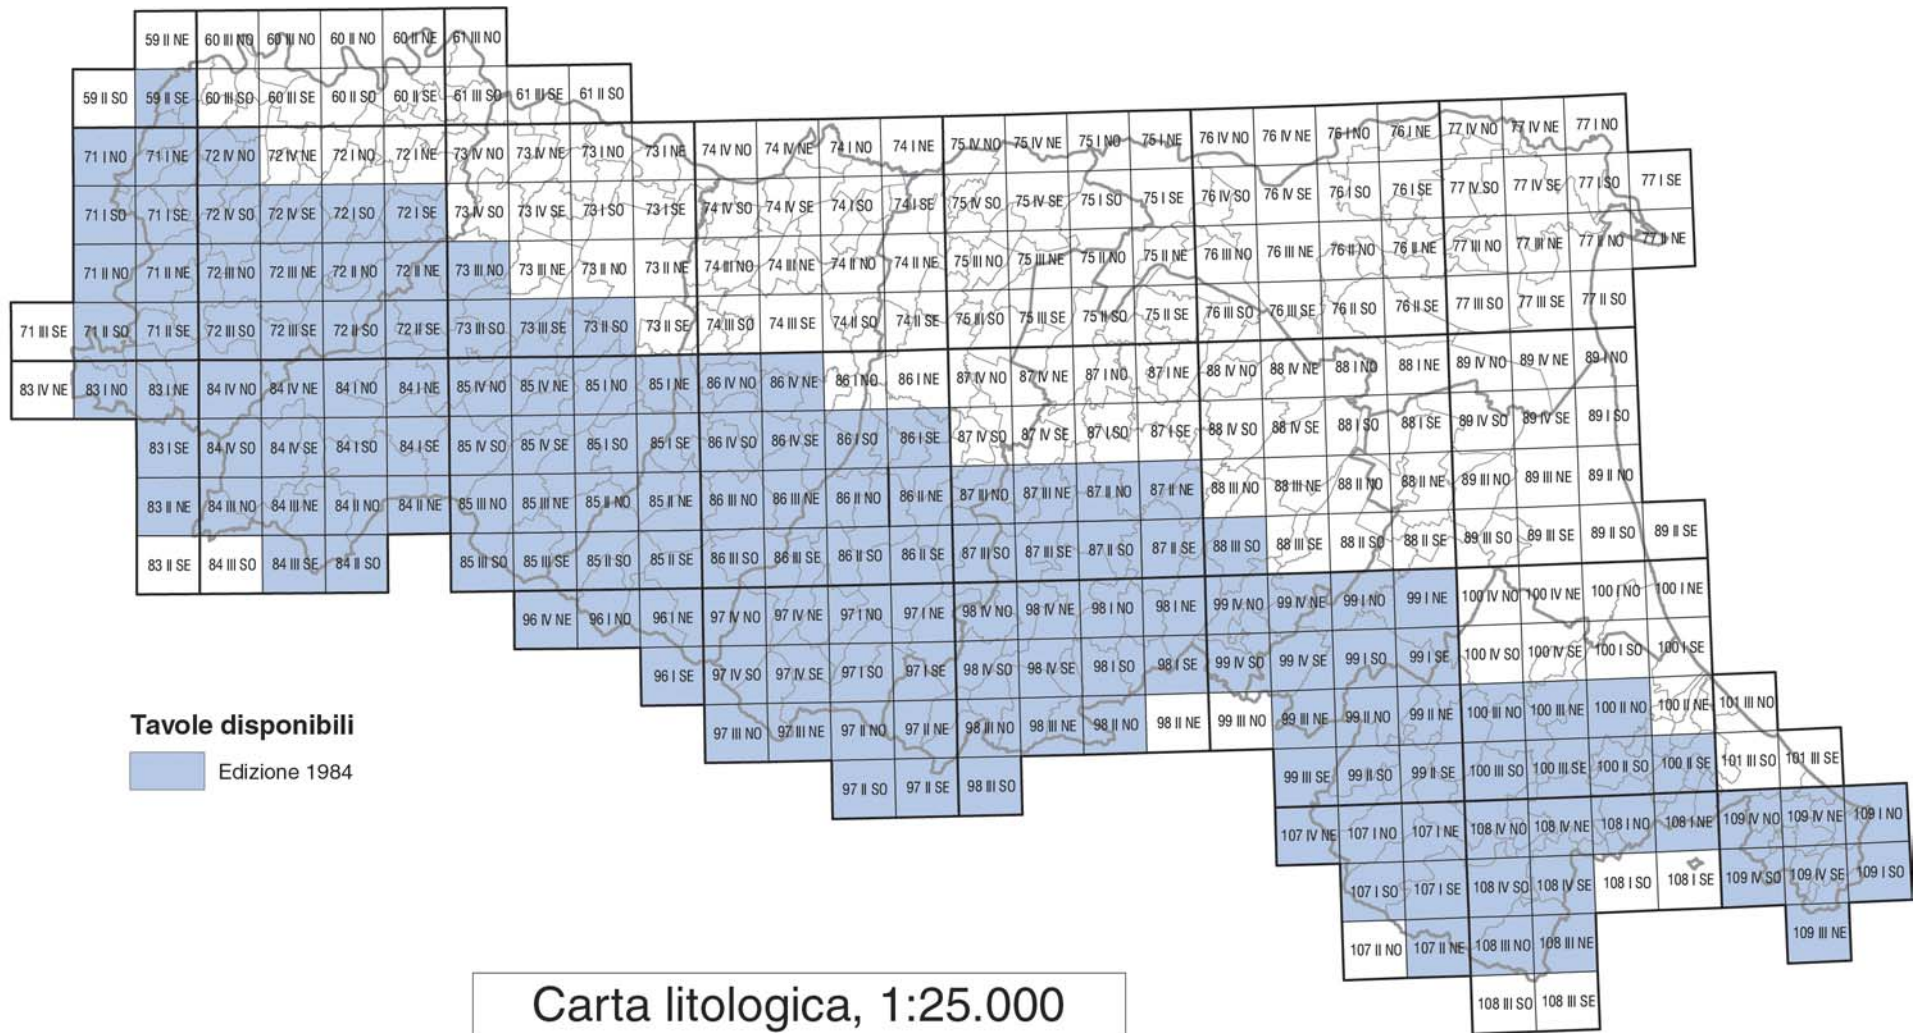 59 II NE 60 III NO 60 III NO 60 II NO 60 II NE 61 III NO
59 II SO 59 II SE 60 III SO 60 III SE 60 II SO 60 II SE 61 III SO 61 III SE 61 II SO
71 I NO 71 I NE 72 IV NO 72 IV NE 72 I NO 72 I NE 73 IV NO 73 IV NE 73 I NO 73 I NE 74 IV NO 74 IV NE 74 I NO 74 I NE 75 IV NO 75 IV NE 75 I NO 75 I NE 76 IV NO 76 IV NE 76 I NO 76 I NE 77 IV NO 77 IV NE 77 I NO
71 I SO 71 I SE 72 IV SO 72 IV SE 72 I SO 72 I SE 73 IV SO 73 IV SE 73 I SO 73 I SE 74 IV SO 74 IV SE 74 I SO 74 I SE 75 IV SO 75 IV SE 75 I SO 75 I SE 76 IV SO 76 IV SE 76 I SO 76 I SE 77 IV SO 77 IV SE 77 I SO 77 I SE
71 II NO 71 II NE 72 III NO 72 III NE 72 II NO 72 II NE 73 III NO 73 III NE 73 II NO 73 II NE 74 III NO 74 III NE 74 II NO 74 II NE 75 III NO 75 III NE 75 II NO 75 II NE 76 III NO 76 III NE 76 II NO 76 II NE 77 III NO 77 III NE 77 II NO 77 II NE
71 III SE 71 II SO 71 II SE 72 III SO 72 III SE 72 II SO 72 II SE 73 III SO 73 III SE 73 II SO 73 II SE 74 III SO 74 III SE 74 II SO 74 II SE 75 III SO 75 III SE 75 II SO 75 II SE 76 III SO 76 III SE 76 II SO 76 II SE 77 III SO 77 III SE 77 II SO
83 IV NE 83 I NO 83 I NE 84 IV NO 84 IV NE 84 I NO 84 I NE 85 IV NO 85 IV NE 85 I NO 85 I NE 86 IV NO 86 IV NE 86 I NO 86 I NE 87 IV NO 87 IV NE 87 I NO 87 I NE 88 IV NO 88 IV NE 88 I NO 88 I NE 89 IV NO 89 IV NE 89 I NO
83 I SE 84 IV SO 84 IV SE 84 I SO 84 I SE 85 IV SO 85 IV SE 85 I SO 85 I SE 86 IV SO 86 IV SE 86 I SO 86 I SE 87 IV SO 87 IV SE 87 I SO 87 I SE 88 IV SO 88 IV SE 88 I SO 88 I SE 89 IV SO 89 IV SE 89 I SO
83 II NE 84 III NO 84 III NE 84 II NO 84 II NE 85 III NO 85 III NE 85 II NO 85 II NE 86 III NO 86 III NE 86 II NO 86 II NE 87 III NO 87 III NE 87 II NO 87 II NE 88 III NO 88 III NE 88 II NO 88 II NE 89 III NO 89 III NE 89 II NO
83 II SE 84 III SO 84 III SE 84 II SO 85 III SO 85 III SE 85 II SO 85 II SE 86 III SO 86 III SE 86 II SO 86 II SE 87 III SO 87 III SE 87 II SO 87 II SE 88 III SO 88 III SE 88 II SO 88 II SE 89 III SO 89 III SE 89 II SO 89 II SE
96 IV NE 96 I NO 96 I NE 97 IV NO 97 IV NE 97 I NO 97 I NE 98 IV NO 98 IV NE 98 I NO 98 I NE 99 IV NO 99 IV NE 99 I NO 99 I NE 100 IV NO 100 IV NE 100 I NO 100 I NE
96 I SE 97 IV SO 97 IV SE 97 I SO 97 I SE 98 IV SO 98 IV SE 98 I SO 98 I SE 99 IV SO 99 IV SE 99 I SO 99 I SE 100 IV SO 100 IV SE 100 I SO 100 I SE
97 III NO 97 III NE 97 II NO 97 II NE 98 III NO 98 III NE 98 II NO 98 II NE 99 III NO 99 III NE 99 II NO 99 II NE 100 III NO 100 III NE 100 II NO 100 II NE 101 III NO
97 II SO 97 II SE 98 III SO 99 III SE 99 II SO 99 II SE 100 III SO 100 III SE 100 II SO 100 II SE 101 III SO 101 III SE
107 IV NE 107 I NO 107 I NE 108 IV NO 108 IV NE 108 I NO 108 I NE 109 IV NO 109 IV NE 109 I NO
107 I SO 107 I SE 108 IV SO 108 IV SE 108 I SO 108 I SE 109 IV SO 109 IV SE 109 I SO
107 II NO 107 II NE 108 III NO 108 III NE 109 III NE
108 III SO 108 III SE
Tavole disponibili
Edizione 1984
Carta litologica, 1:25.000